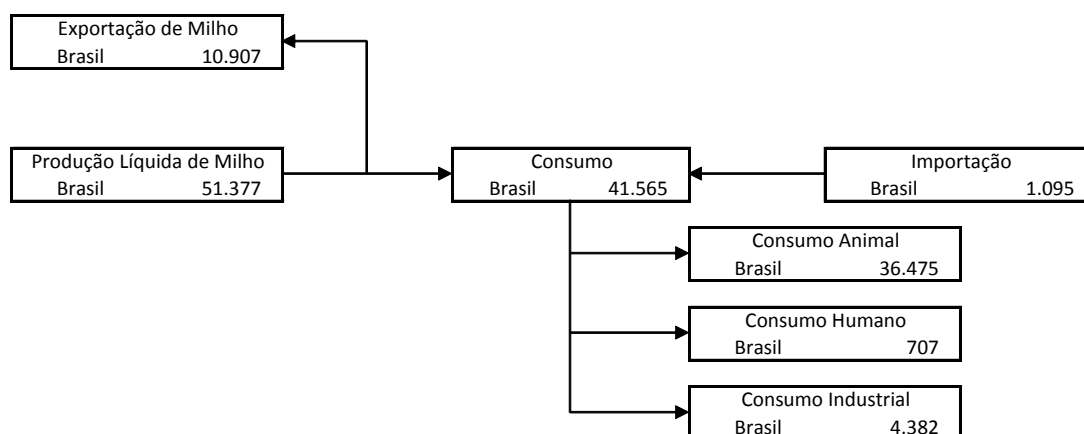 Exportação de Milho
Brasil 10.907
Produção Líquida de Milho
Brasil 51.377
Consumo
Brasil 41.565
Importação
Brasil 1.095
Consumo Animal
Brasil 36.475
Consumo Humano
Brasil 707
Consumo Industrial
Brasil 4.382